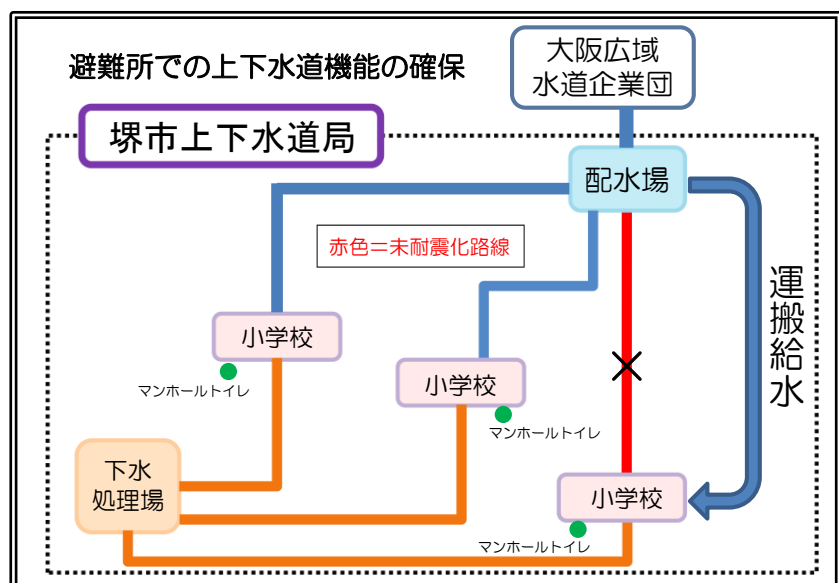 避難所での上下水道機能の確保
大阪広域
水道企業団
堺市上下水道局
配水場
赤色＝未耐震化路線
運搬給水
小学校
マンホールトイレ
小学校
マンホールトイレ
下水
処理場
小学校
マンホールトイレ